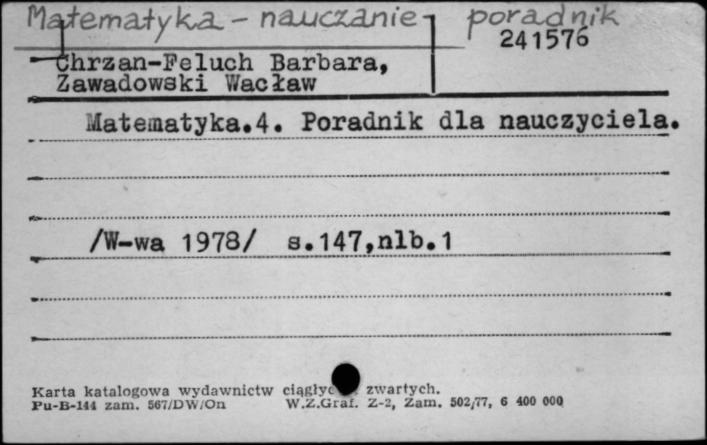 Matematyka - nauczanie - poradnik
241576
Chrzan-Feluch Barbara,
Zawadowski Wacław
Matematyka.4. Poradnik dla nauczyciela.
/W-wa 1978/ s.147,nlb.1
Karta katalogowa wydawnictw zwartych.
Pu-B-144 zam. 567/DW/On W.Z.Graf. Z-2, Zam. 502/77, 6 400 000